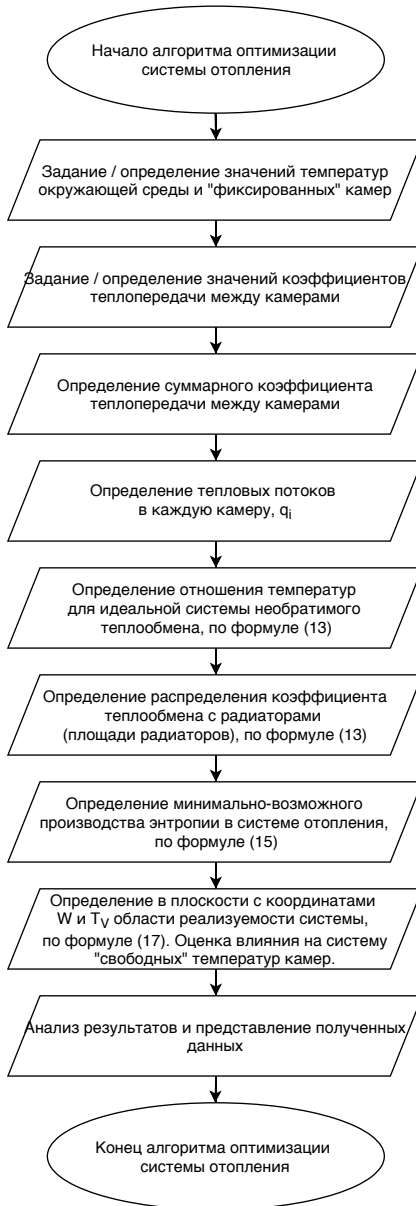 Начало алгоритма оптимизации
системы отопления
Задание / определение значений температур
окружающей среды и "фиксированных" камер
Задание / определение значений коэффициентов
теплопередачи между камерами
Определение суммарного коэффициента
теплопередачи между камерами
Определение тепловых потоков
в каждую камеру, qi
Определение отношения температур
для идеальной системы необратимого
теплообмена, по формуле (13)
Определение распределения коэффициента
теплообмена с радиаторами
(площади радиаторов), по формуле (13)
Определение минимально-возможного
производства энтропии в системе отопления,
по формуле (15)
Определение в плоскости с координатами
W и TV области реализуемости системы,
по формуле (17). Оценка влияния на систему
"свободных" температур камер.
Анализ результатов и представление полученных
данных
Конец алгоритма оптимизации
системы отопления